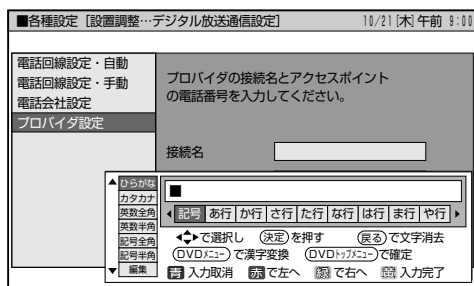 ■各種設定［設置調整…デジタル放送通信設定］ 10/21[木]午前 9:00
電話回線設定・自動
電話回線設定・手動
電話会社設定
プロバイダ設定
プロバイダの接続名とアクセスポイント
の電話番号を入力してください。
接続名
ひらがな
カタカナ
英数全角
英数半角
記号全角
記号半角
編集
記号 あ行 か行 さ行 た行 な行 は行 ま行 や行
で選択し 決定を押す 戻るで文字消去
DVDメニューで漢字変換 DVDトップメニューで確定
青 入力取消 赤で左へ 緑で右へ 黄 入力完了